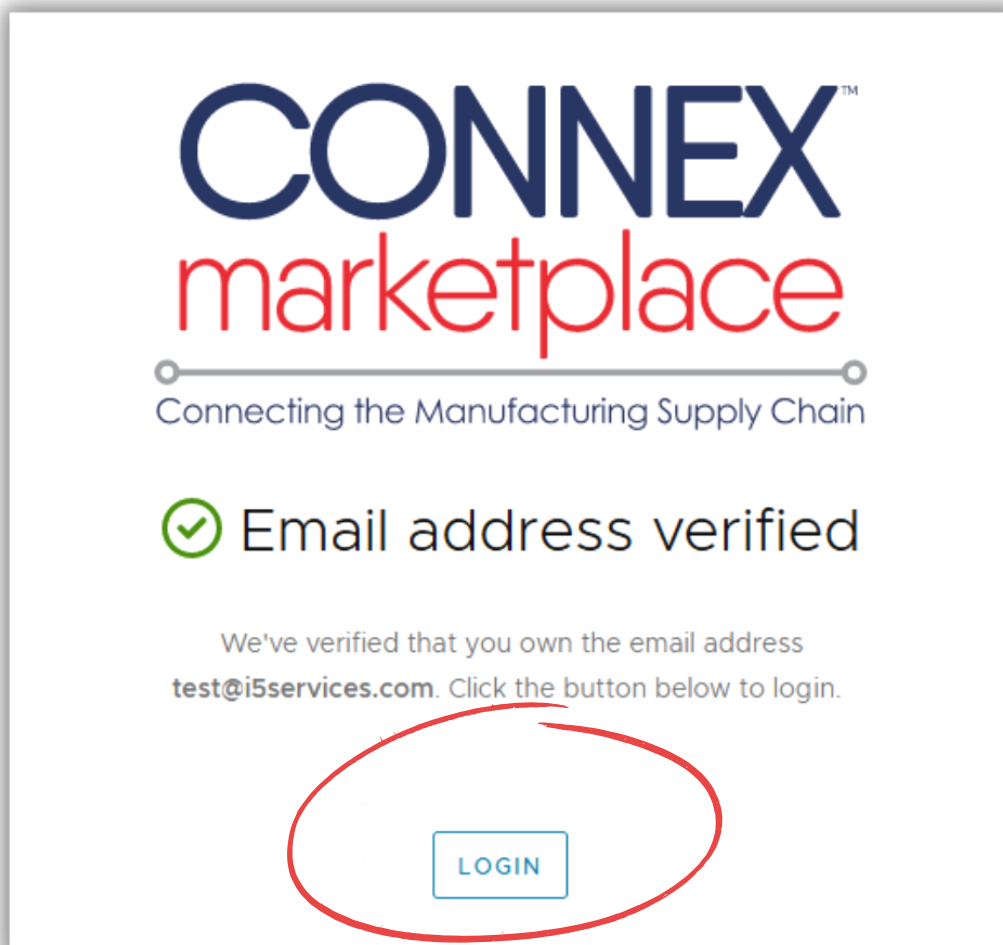 CONNEX™
marketplace
Connecting the Manufacturing Supply Chain
Email address verified
We've verified that you own the email address
test@i5services.com. Click the button below to login.
LOGIN